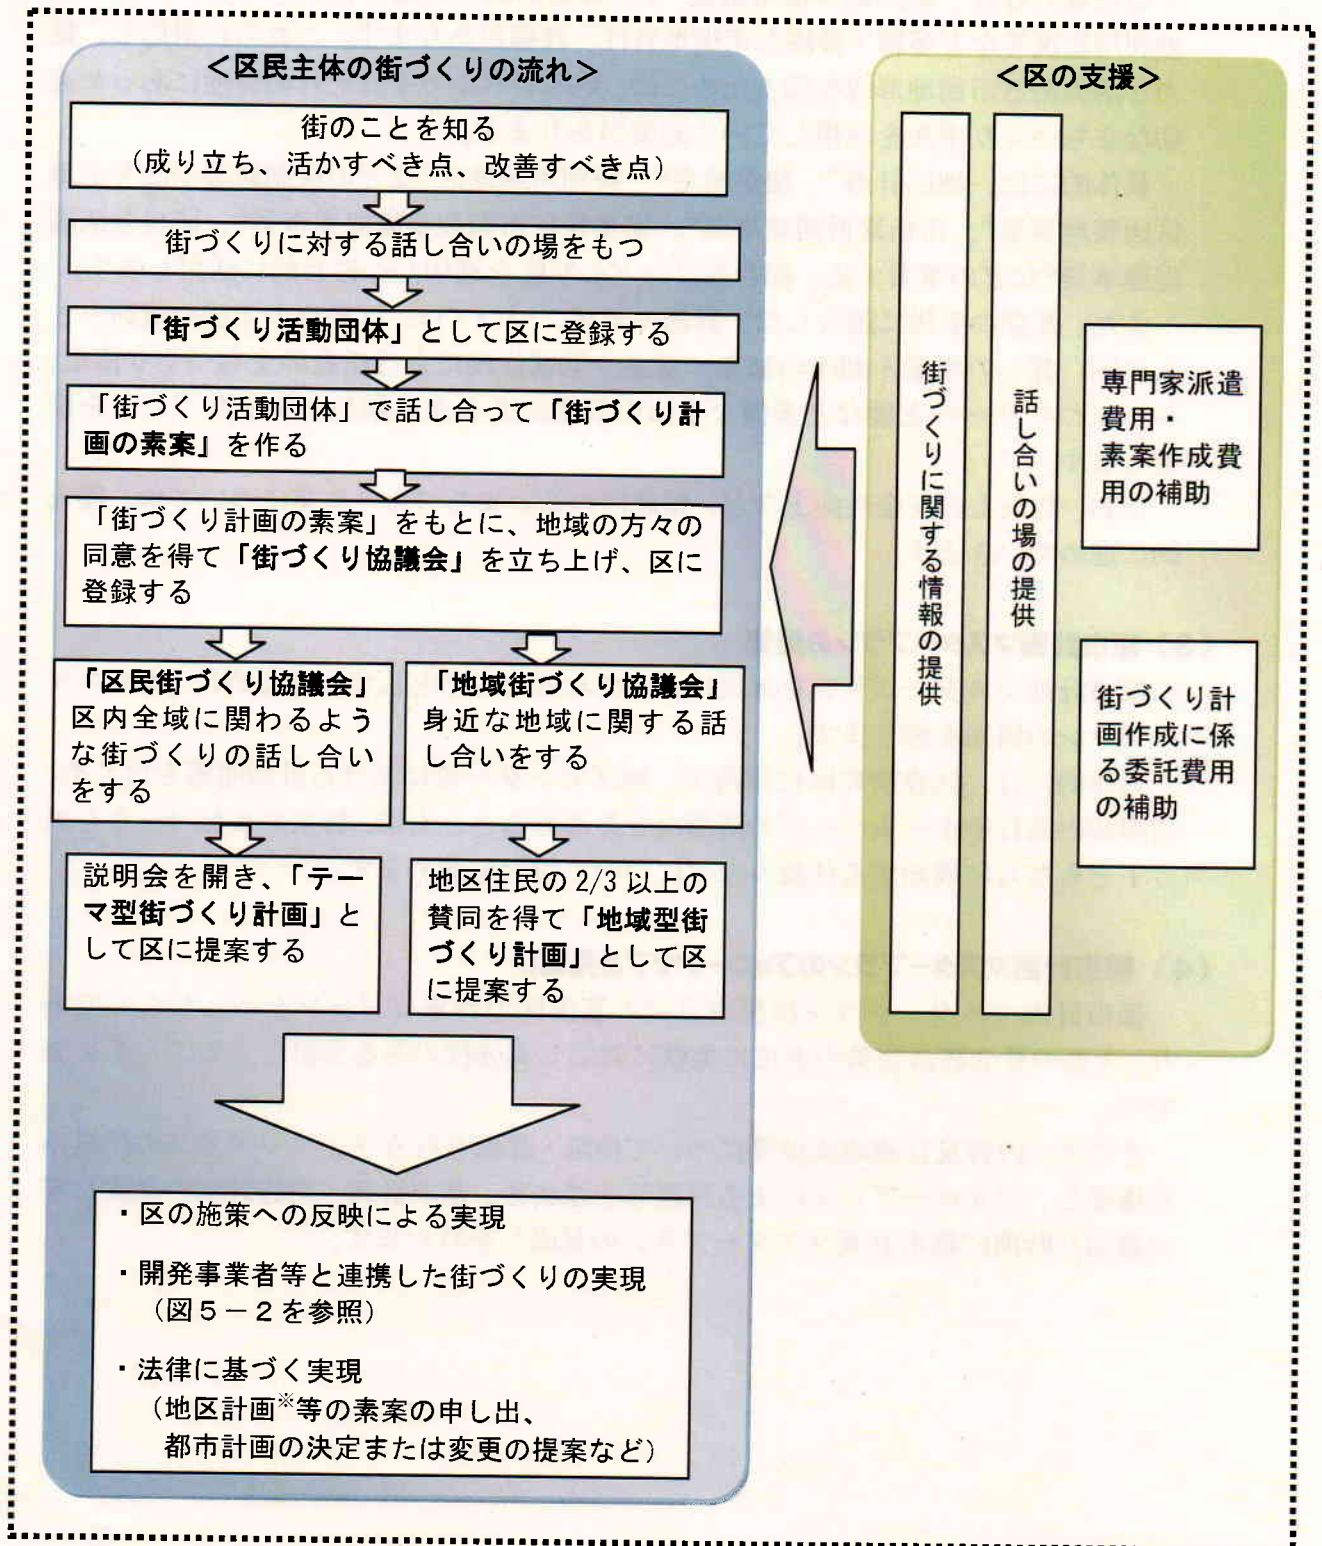 ＜区民主体の街づくりの流れ＞
街のことを知る
（成り立ち、活かすべき点、改善すべき点）
街づくりに対する話し合いの場をもつ
「街づくり活動団体」として区に登録する
「街づくり活動団体」で話し合って「街づくり計
画の素案」を作る
「街づくり計画の素案」をもとに、地域の方々の
同意を得て「街づくり協議会」を立ち上げ、区に
登録する
「区民街づくり協議会」
区内全域に関わるよう
な街づくりの話し合い
をする
「地域街づくり協議会」
身近な地域に関する話
し合いをする
説明会を開き、「テー
マ型街づくり計画」と
して区に提案する
地区住民の 2/3 以上の
賛同を得て「地域型街
づくり計画」として区
に提案する
・区の施策への反映による実現
・開発事業者等と連携した街づくりの実現
（図５－２を参照）
・法律に基づく実現
（地区計画※等の素案の申し出、
都市計画の決定または変更の提案など）
＜区の支援＞
街づくりに関する情報の提供
話し合いの場の提供
専門家派遣
費用・
素案作成費
用の補助
街づくり計
画作成に係
る委託費用
の補助